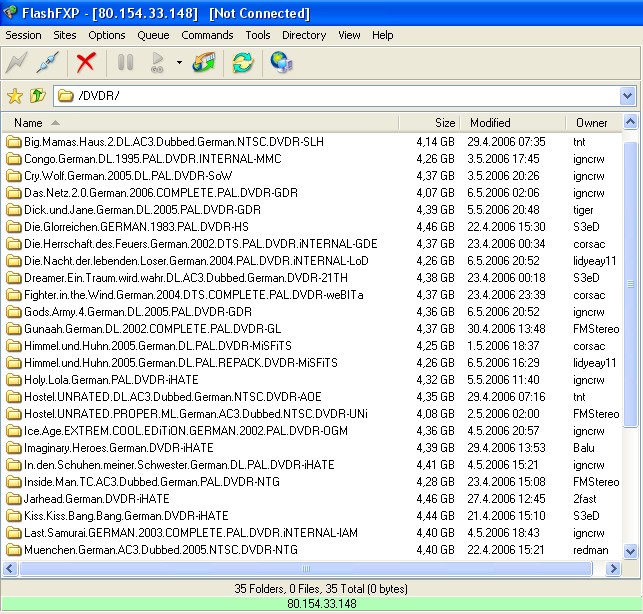 FlashFXP - [80.154.33.148] [Not Connected]
Session Sites Options Queue Commands Tools Directory View Help
/DVDR/
Name Size Modified Owner
Big.Mamas.Haus.2.DL.AC3.Dubbed.German.NTSC.DVDR-SLH 4,14 GB 29.4.2006 07:35 tnt
Congo.German.DL.1995.PAL.DVDR.INTERNAL-MMC 4,26 GB 3.5.2006 17:45 igncrw
Cry.Wolf.German.2005.DL.PAL.DVDR-SoW 4,37 GB 3.5.2006 20:26 igncrw
Das.Netz.2.0.German.2006.COMPLETE.PAL.DVDR-GDR 4,07 GB 6.5.2006 02:06 igncrw
Dick.und.Jane.German.DL.2005.PAL.DVDR-GDR 4,39 GB 5.5.2006 20:48 tiger
Die.Glorreichen.GERMAN.1983.PAL.DVDR-HS 4,46 GB 22.4.2006 15:30 S3eD
Die.Herrschaft.des.Feuers.German.2002.DTS.PAL.DVDR.iNTERNAL-GDE 4,37 GB 23.4.2006 00:34 corsac
Die.Nacht.der.lebenden.Loser.German.2004.PAL.DVDR.iNTERNAL-LoD 4,26 GB 6.5.2006 20:52 lidyeay11
Dreamer.Ein.Traum.wird.wahr.DL.AC3.Dubbed.German.DVDR-21TH 4,38 GB 23.4.2006 00:18 S3eD
Fighter.in.the.Wind.German.2004.DTS.COMPLETE.PAL.DVDR-weBITa 4,37 GB 23.4.2006 23:39 corsac
Gods.Army.4.German.DL.2005.PAL.DVDR-GDR 4,36 GB 6.5.2006 20:52 igncrw
Gunaah.German.DL.2002.COMPLETE.PAL.DVDR-GL 4,37 GB 30.4.2006 13:48 FMStereo
Himmel.und.Huhn.2005.German.DL.PAL.DVDR-MiSFiTS 4,25 GB 1.5.2006 18:37 corsac
Himmel.und.Huhn.2005.German.DL.PAL.REPACK.DVDR-MiSFiTS 4,26 GB 6.5.2006 16:29 lidyeay11
Holy.Lola.German.PAL.DVDR-iHATE 4,32 GB 5.5.2006 11:40 igncrw
Hostel.UNRATED.DL.AC3.Dubbed.German.NTSC.DVDR-AOE 4,35 GB 29.4.2006 07:16 tnt
Hostel.UNRATED.PROPER.ML.German.AC3.Dubbed.NTSC.DVDR-UNi 4,08 GB 2.5.2006 02:00 FMStereo
Ice.Age.EXTREM.COOL.EDiTiON.GERMAN.2002.PAL.DVDR-OGM 4,36 GB 4.5.2006 20:57 igncrw
Imaginary.Heroes.German.DVDR-iHATE 4,39 GB 29.4.2006 13:53 Balu
In.den.Schuhen.meiner.Schwester.German.DL.PAL.DVDR-iHATE 4,41 GB 4.5.2006 15:21 igncrw
Inside.Man.TC.AC3.Dubbed.German.PAL.DVDR-NTG 4,28 GB 23.4.2006 15:08 FMStereo
Jarhead.German.DVDR-iHATE 4,46 GB 27.4.2006 12:45 2fast
Kiss.Kiss.Bang.Bang.German.DVDR-iHATE 4,44 GB 21.4.2006 15:10 S3eD
Last.Samurai.GERMAN.2003.COMPLETE.PAL.DVDR.iNTERNAL-IAM 4,40 GB 4.5.2006 18:43 igncrw
Muenchen.German.AC3.Dubbed.2005.NTSC.DVDR-NTG 4,40 GB 22.4.2006 15:21 redman
35 Folders, 0 Files, 35 Total (0 bytes)
80.154.33.148